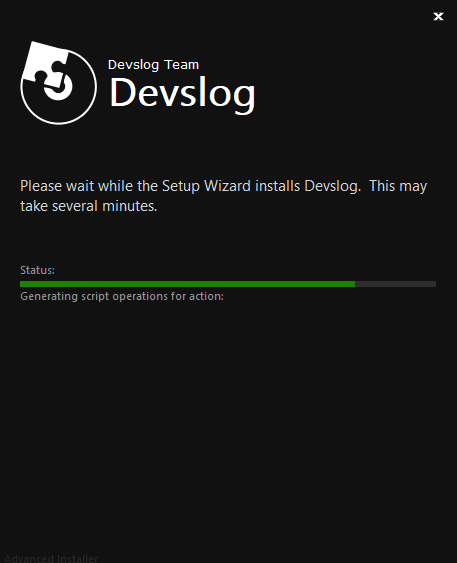 Devslog Team
Devslog
Please wait while the Setup Wizard installs Devslog.  This may
take several minutes.
Status:
Generating script operations for action:
Advanced Installer